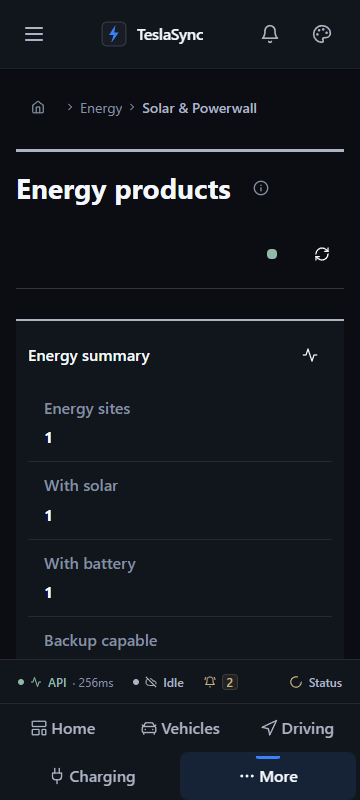 TeslaSync
Energy Solar & Powerwall
Energy products
Energy summary
Energy sites
1
With solar
1
With battery
1
Backup capable
API · 256ms Idle 2 Status
Home Vehicles Driving
Charging More